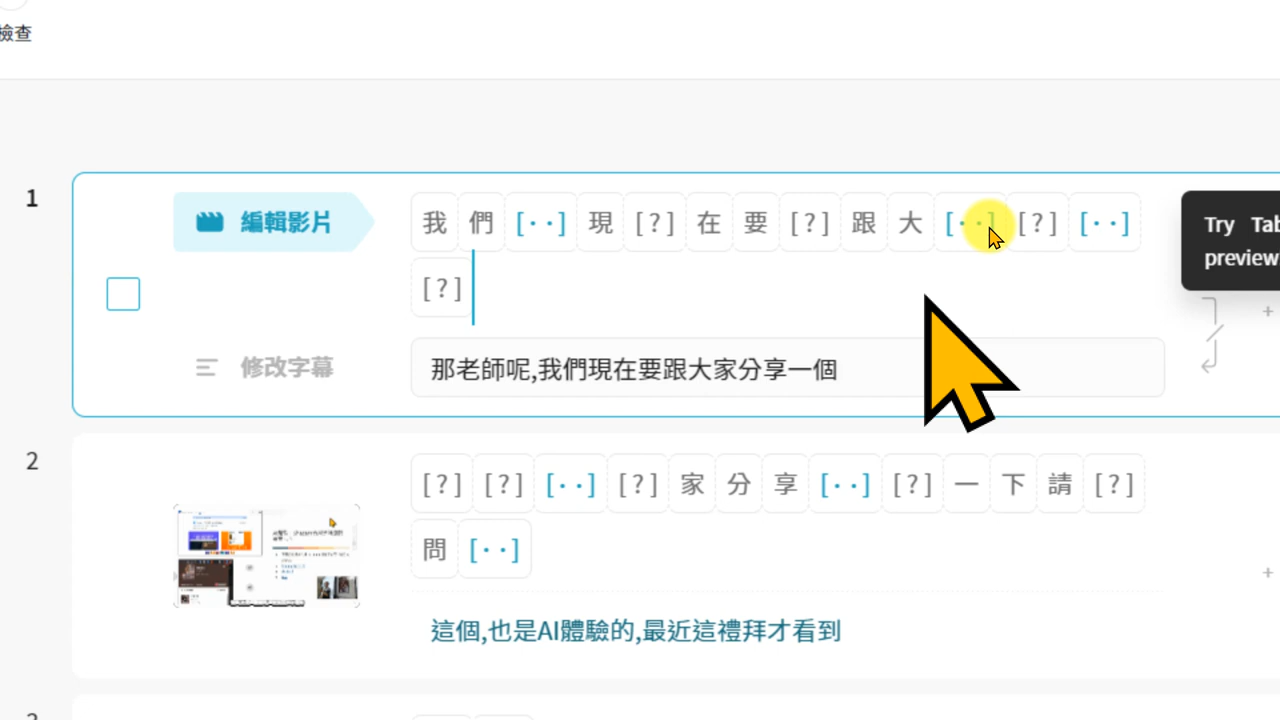 檢查
1
編輯影片
我 們 [··] 現 [?] 在 要 [?] 跟 大 [··] [?] [··]
[?]
Try Tab
preview
修改字幕
那老師呢,我們現在要跟大家分享一個
2
[?] [?] [··] [?] 家 分 享 [··] [?] 一 下 請 [?]
問 [··]
這個,也是AI體驗的,最近這禮拜才看到